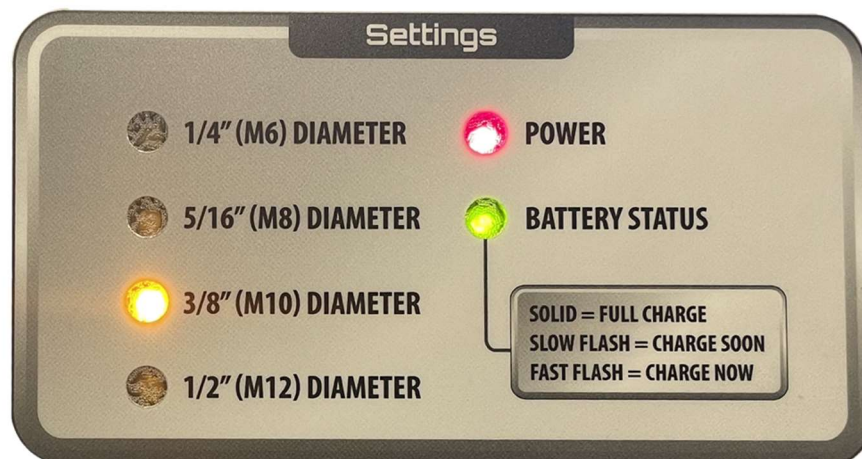 Settings
1/4” (M6) DIAMETER
5/16” (M8) DIAMETER
3/8” (M10) DIAMETER
1/2” (M12) DIAMETER
POWER
BATTERY STATUS
SOLID = FULL CHARGE
SLOW FLASH = CHARGE SOON
FAST FLASH = CHARGE NOW